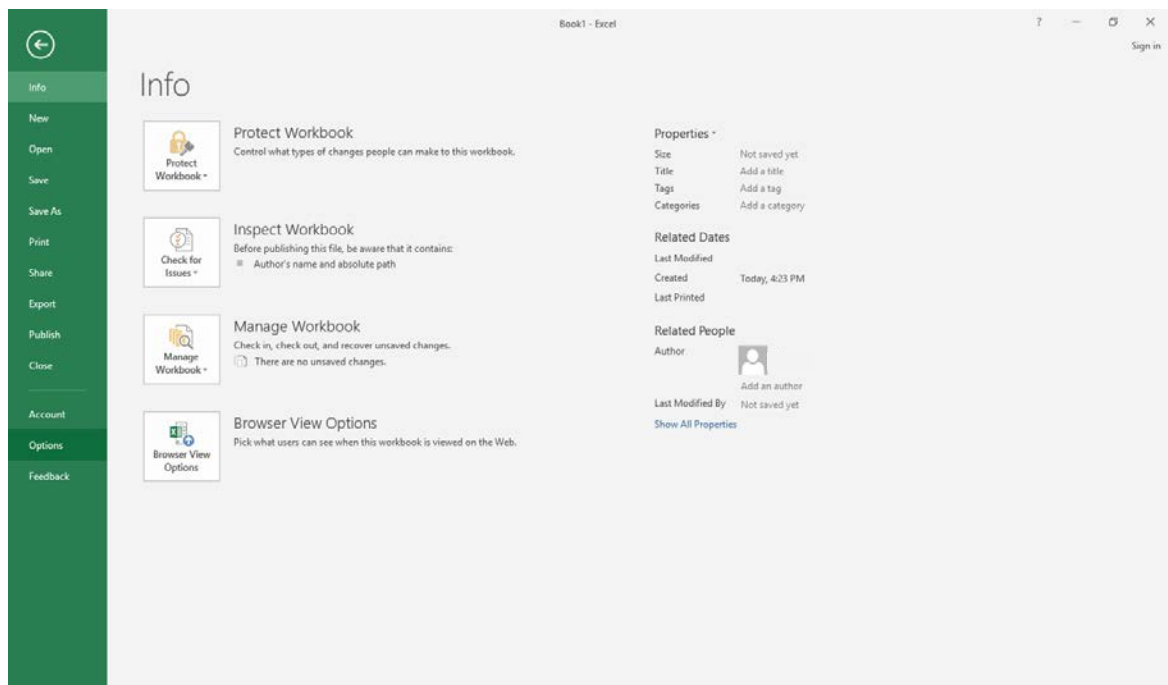 Book1 - Excel
?
Sign in
Info
New
Open
Save
Save As
Print
Share
Export
Publish
Close
Account
Options
Feedback
Info
Protect
Workbook
Protect Workbook
Control what types of changes people can make to this workbook.
Check for
Issues
Inspect Workbook
Before publishing this file, be aware that it contains:
Author's name and absolute path
Manage
Workbook
Manage Workbook
Check in, check out, and recover unsaved changes.
There are no unsaved changes.
Browser View
Options
Browser View Options
Pick what users can see when this workbook is viewed on the Web.
Properties
Size Not saved yet
Title Add a title
Tags Add a tag
Categories Add a category
Related Dates
Last Modified
Created Today, 4:23 PM
Last Printed
Related People
Author
Add an author
Last Modified By Not saved yet
Show All Properties